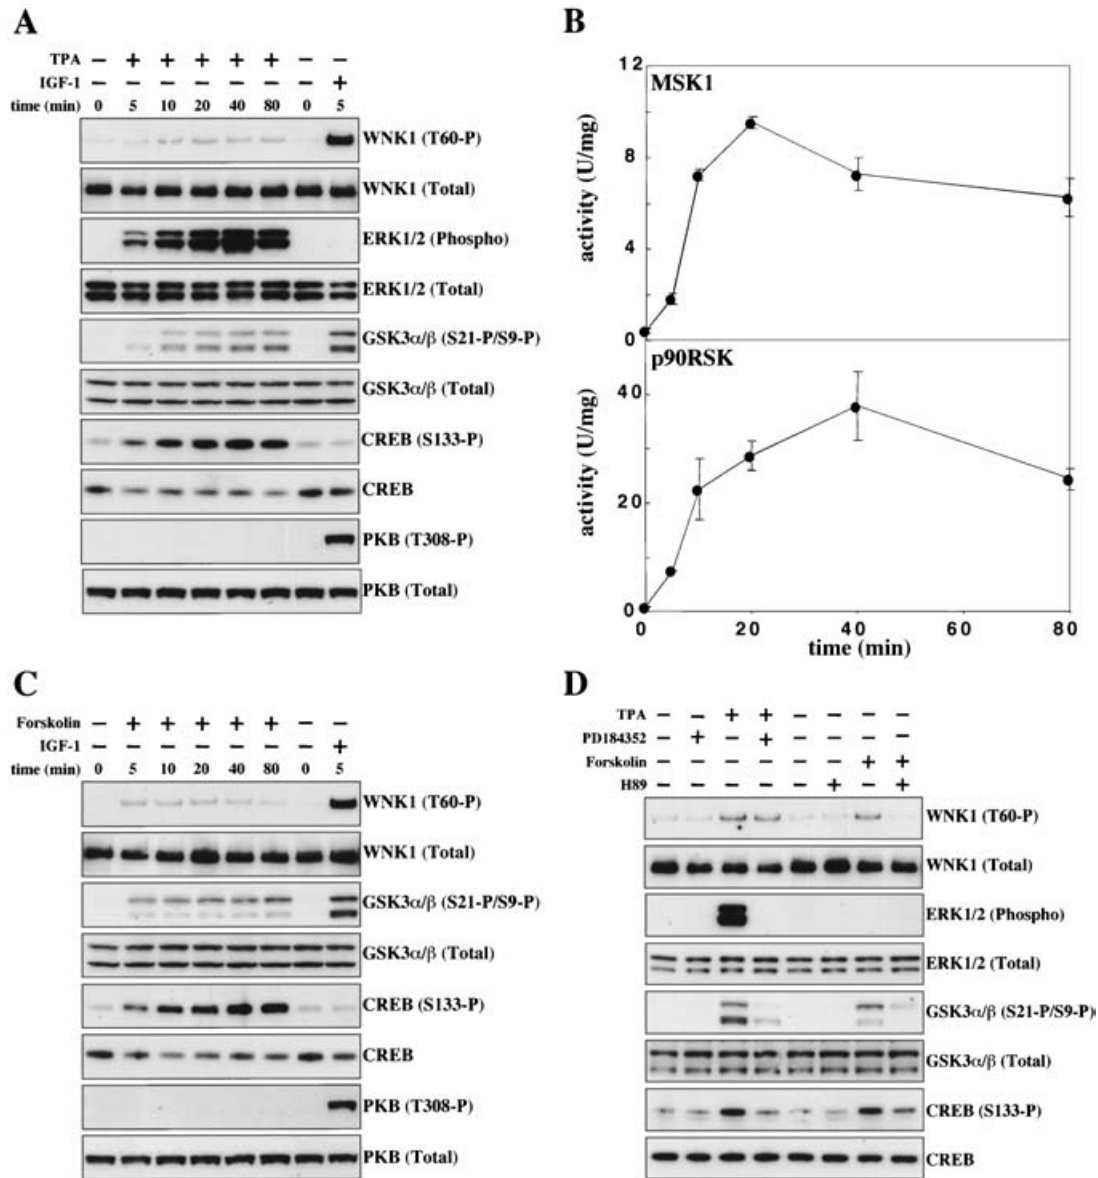 A
TPA − + + + + + − −
IGF-1 − − − − − − − +
time (min) 0 5 10 20 40 80 0 5
WNK1 (T60-P)
WNK1 (Total)
ERK1/2 (Phospho)
ERK1/2 (Total)
GSK3α/β (S21-P/S9-P)
GSK3α/β (Total)
CREB (S133-P)
CREB
PKB (T308-P)
PKB (Total)
B
MSK1
activity (U/mg)
12
8
4
0
p90RSK
activity (U/mg)
40
20
0
0 20 40 60 80
time (min)
C
Forskolin − + + + + + − −
IGF-1 − − − − − − − +
time (min) 0 5 10 20 40 80 0 5
WNK1 (T60-P)
WNK1 (Total)
GSK3α/β (S21-P/S9-P)
GSK3α/β (Total)
CREB (S133-P)
CREB
PKB (T308-P)
PKB (Total)
D
TPA − − + + − − − −
PD184352 − + − + − − − −
Forskolin − − − − − − + +
H89 − − − − − + − +
WNK1 (T60-P)
WNK1 (Total)
ERK1/2 (Phospho)
ERK1/2 (Total)
GSK3α/β (S21-P/S9-P)
GSK3α/β (Total)
CREB (S133-P)
CREB